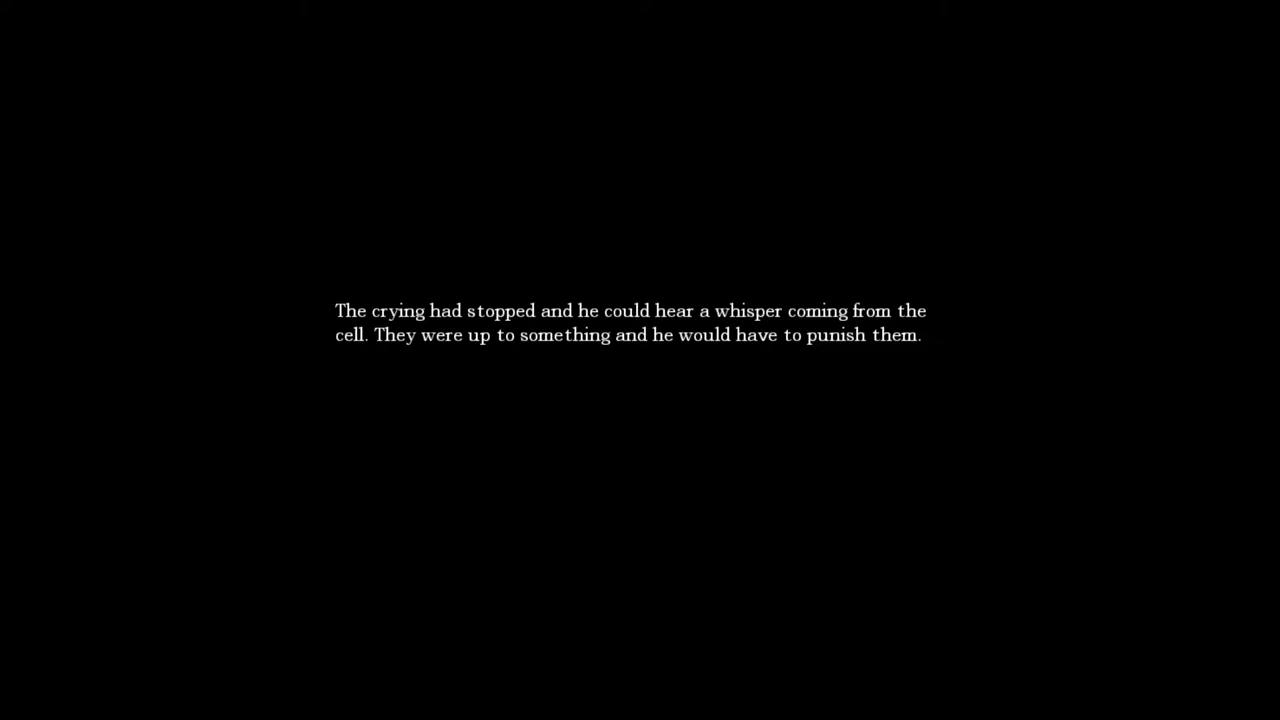 The crying had stopped and he could hear a whisper coming from the
cell. They were up to something and he would have to punish them.